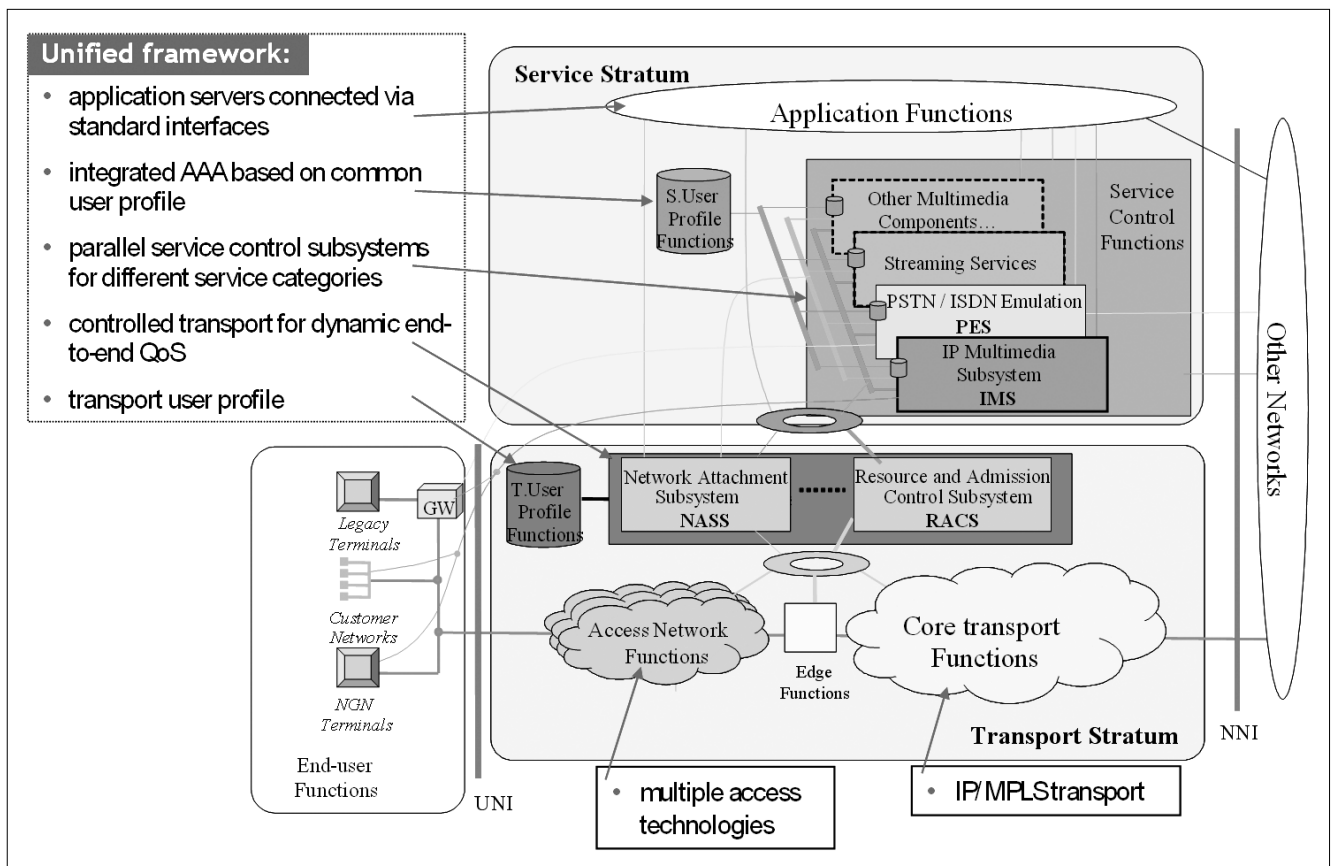 Unified framework:
• application servers connected via
standard interfaces
• integrated AAA based on common
user profile
• parallel service control subsystems
for different service categories
• controlled transport for dynamic end-
to-end QoS
• transport user profile
Service Stratum
Application Functions
S.User
Profile
Functions
Other Multimedia
Components…
Streaming Services
PSTN / ISDN Emulation
PES
IP Multimedia
Subsystem
IMS
Service
Control
Functions
Other Networks
Legacy
Terminals
GW
Customer
Networks
NGN
Terminals
End-user
Functions
UNI
T.User
Profile
Functions
Network Attachment
Subsystem
NASS
Resource and Admission
Control Subsystem
RACS
Access Network
Functions
Edge
Functions
Core transport
Functions
Transport Stratum
NNI
• multiple access
technologies
• IP/MPLS transport